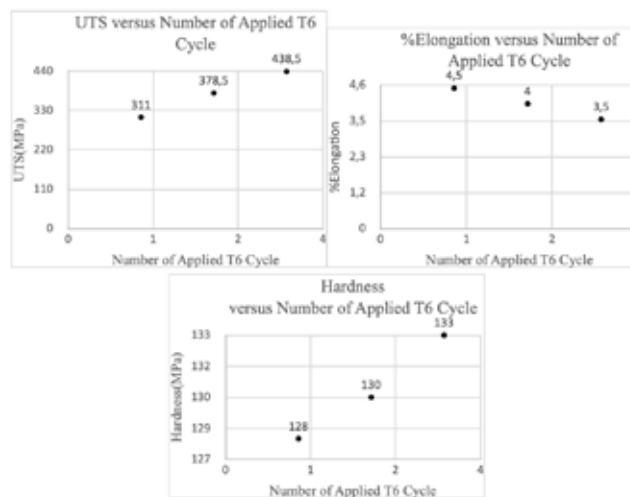 UTS versus Number of Applied T6
Cycle
440
330
220
110
0
UTS(MPa)
311
378,5
438,5
0
1
2
4
Number of Applied T6 Cycle
%Elongation versus Number of
Applied T6 Cycle
4,6
3,5
2,3
1,2
0
%Elongation
4,5
4
3,5
0
1
2
Number of Applied T6 Cycle
Hardness
versus Number of Applied T6 Cycle
133
132
130
129
127
Hardness(MPa)
128
130
133
0
1
2
4
Number of Applied T6 Cycle